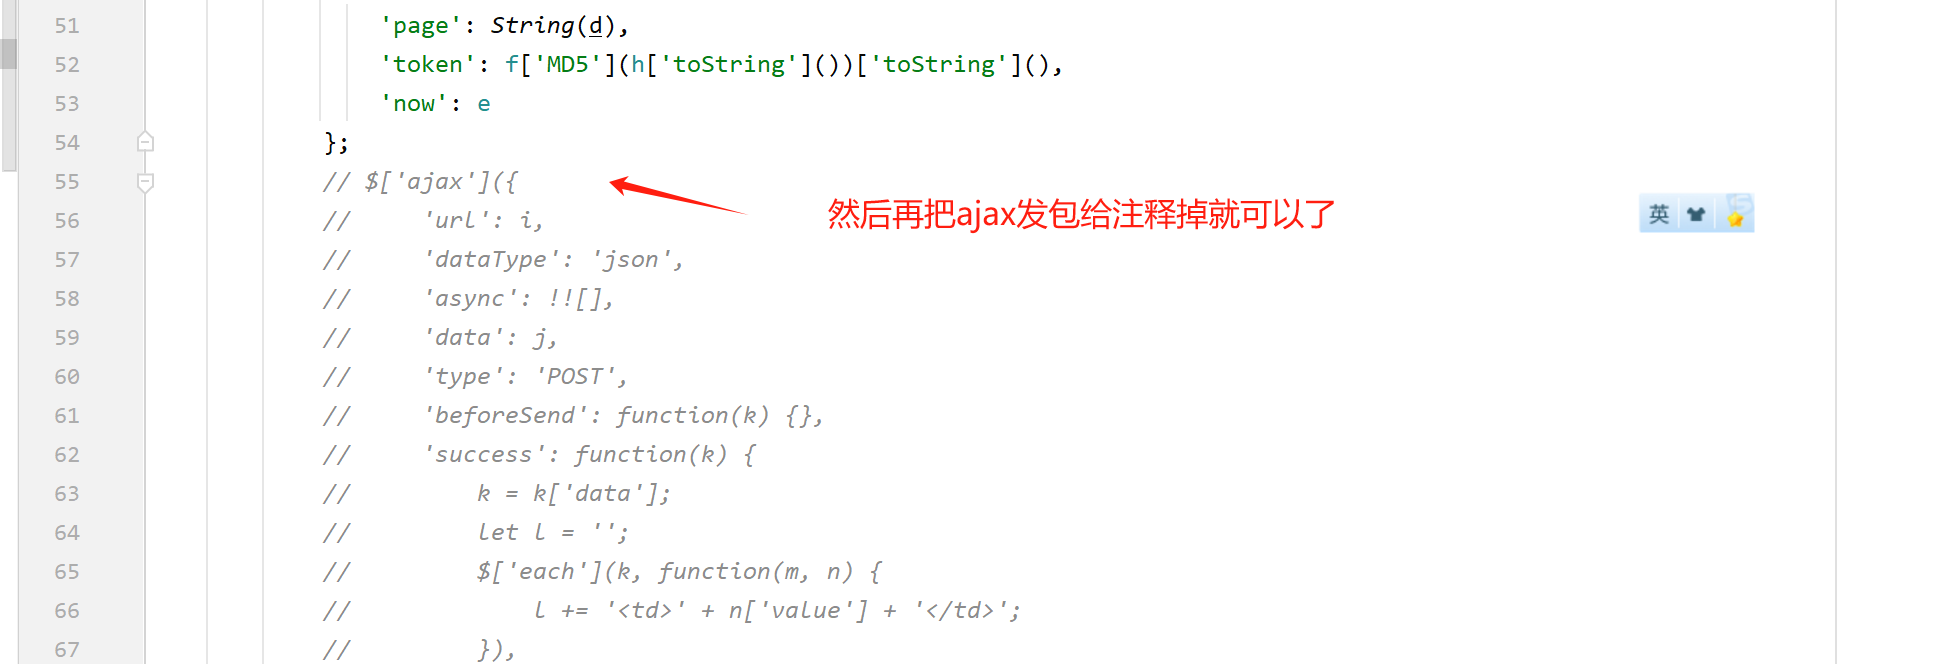 51 'page': String(d),
52 'token': f['MD5'](h['toString']())['toString'](),
53 'now': e
54 };
55 // $['ajax']({
然后再把ajax发包给注释掉就可以了
英
56 // 'url': i,
57 // 'dataType': 'json',
58 // 'async': !![],
59 // 'data': j,
60 // 'type': 'POST',
61 // 'beforeSend': function(k) {},
62 // 'success': function(k) {
63 // k = k['data'];
64 // let l = '';
65 // $['each'](k, function(m, n) {
66 // l += '<td>' + n['value'] + '</td>';
67 // }),